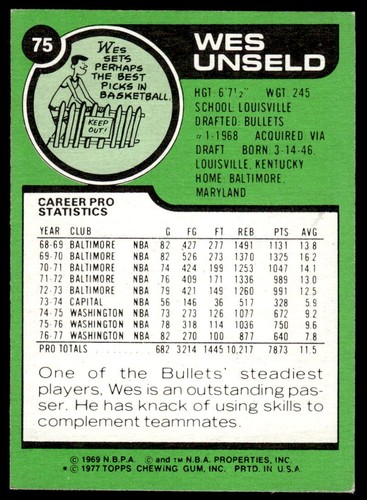 75
WES
UNSELD
WES
SETS
PERHAPS
THE BEST
PICKS IN
BASKETBALL.
KEEP
OUT!
HGT: 6'7½" WGT: 245
SCHOOL: LOUISVILLE
DRAFTED: BULLETS
#1-1968 ACQUIRED: VIA
DRAFT BORN: 3-14-46,
LOUISVILLE, KENTUCKY
HOME: BALTIMORE,
MARYLAND
CAREER PRO
STATISTICS
YEAR CLUB G FG FT REB PTS AVG
68-69 BALTIMORE NBA 82 427 277 1491 1131 13.8
69-70 BALTIMORE NBA 82 526 273 1370 1325 16.2
70-71 BALTIMORE NBA 74 424 199 1253 1047 14.1
71-72 BALTIMORE NBA 76 409 171 1336 989 13.0
72-73 BALTIMORE NBA 79 421 149 1260 991 12.5
73-74 CAPITAL NBA 56 146 36 517 328 5.9
74-75 WASHINGTON NBA 73 273 126 1077 672 9.2
75-76 WASHINGTON NBA 78 318 114 1036 750 9.6
76-77 WASHINGTON NBA 82 270 100 877 640 7.8
PRO TOTALS 682 3214 1445 10,217 7873 11.5
One of the Bullets' steadiest
players, Wes is an outstanding pas-
ser. He has knack of using skills to
complement teammates.
© 1969 N.B.P.A. © and ™ N.B.A. PROPERTIES, INC.
* © 1977 TOPPS CHEWING GUM, INC. PRTD. IN U.S.A.